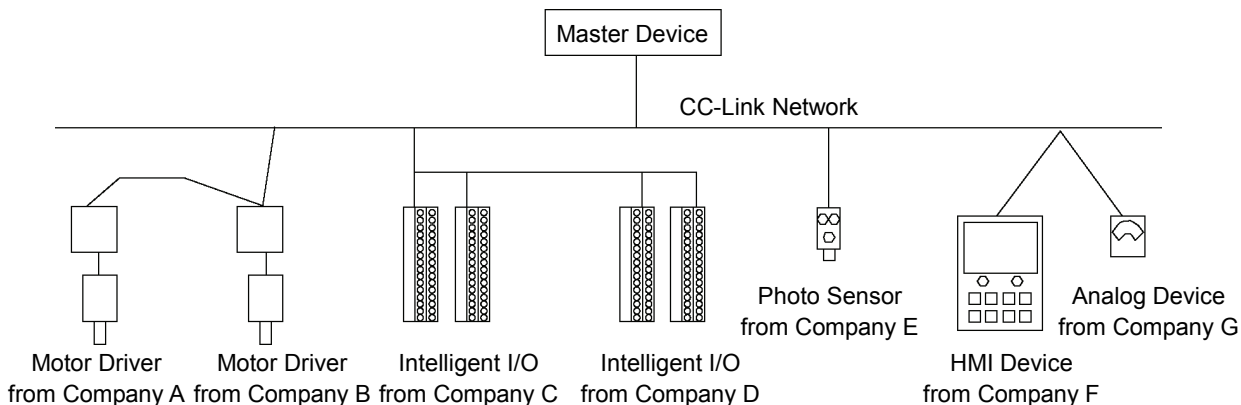 Master Device
CC-Link Network
Motor Driver
from Company A
Motor Driver
from Company B
Intelligent I/O
from Company C
Intelligent I/O
from Company D
Photo Sensor
from Company E
HMI Device
from Company F
Analog Device
from Company G